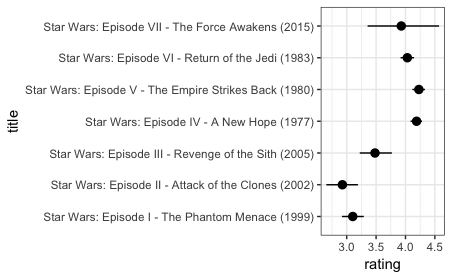 Star Wars: Episode VII - The Force Awakens (2015)
Star Wars: Episode VI - Return of the Jedi (1983)
Star Wars: Episode V - The Empire Strikes Back (1980)
Star Wars: Episode IV - A New Hope (1977)
Star Wars: Episode III - Revenge of the Sith (2005)
Star Wars: Episode II - Attack of the Clones (2002)
Star Wars: Episode I - The Phantom Menace (1999)
title
3.0 3.5 4.0 4.5
rating